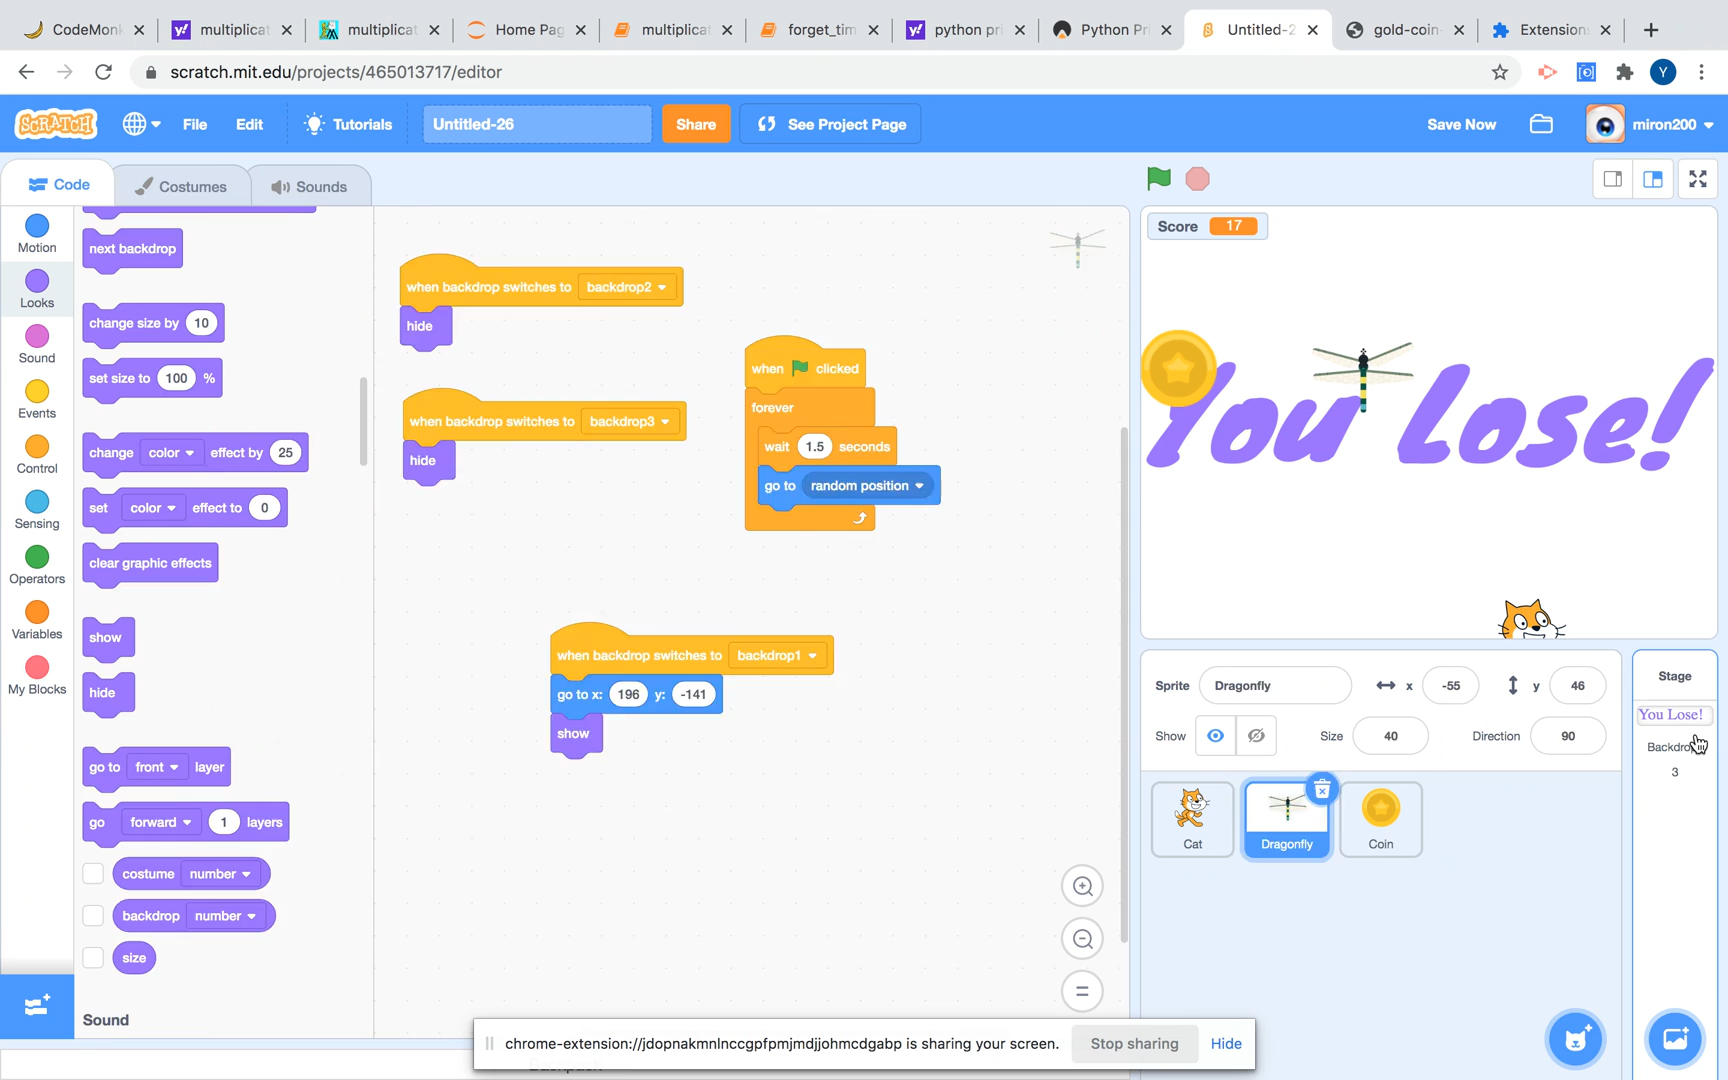 CodeMonk
multiplicat
multiplicat
Home Pag
multiplica
forget_tim
python pri
Python Pri
Untitled-2
gold-coin-
Extension
scratch.mit.edu/projects/465013717/editor
Y
SCRATCH
File
Edit
Tutorials
Untitled-26
Share
See Project Page
Save Now
miron200
Code
Costumes
Sounds
Motion
Looks
Sound
Events
Control
Sensing
Operators
Variables
My Blocks
next backdrop
change size by 10
set size to 100 %
change color effect by 25
set color effect to 0
clear graphic effects
show
hide
go to front layer
go forward 1 layers
costume number
backdrop number
size
Sound
when backdrop switches to backdrop2
hide
when backdrop switches to backdrop3
hide
when clicked
forever
wait 1.5 seconds
go to random position
when backdrop switches to backdrop1
go to x: 196 y: -141
show
Score 17
You Lose!
Sprite Dragonfly x -55 y 46
Show Size 40 Direction 90
Cat
Dragonfly
Coin
Stage
You Lose!
3
chrome-extension://jdopnakmnlnccgpfpmjmdjjohmcdgabp is sharing your screen.
Stop sharing
Hide